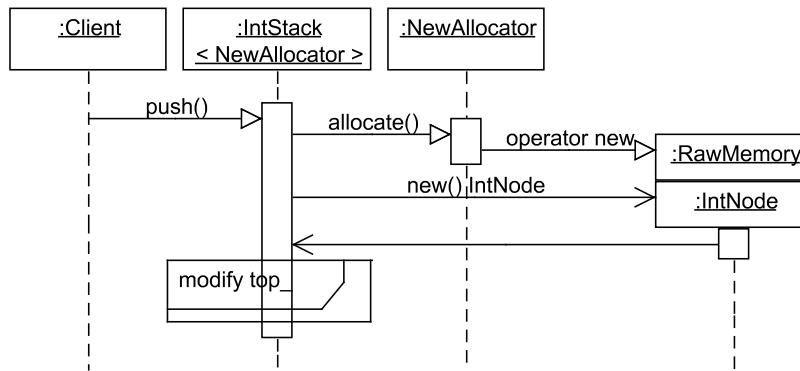 :Client
:IntStack
< NewAllocator >
:NewAllocator
push()
allocate()
operator new
:RawMemory
new() IntNode
:IntNode
modify top_